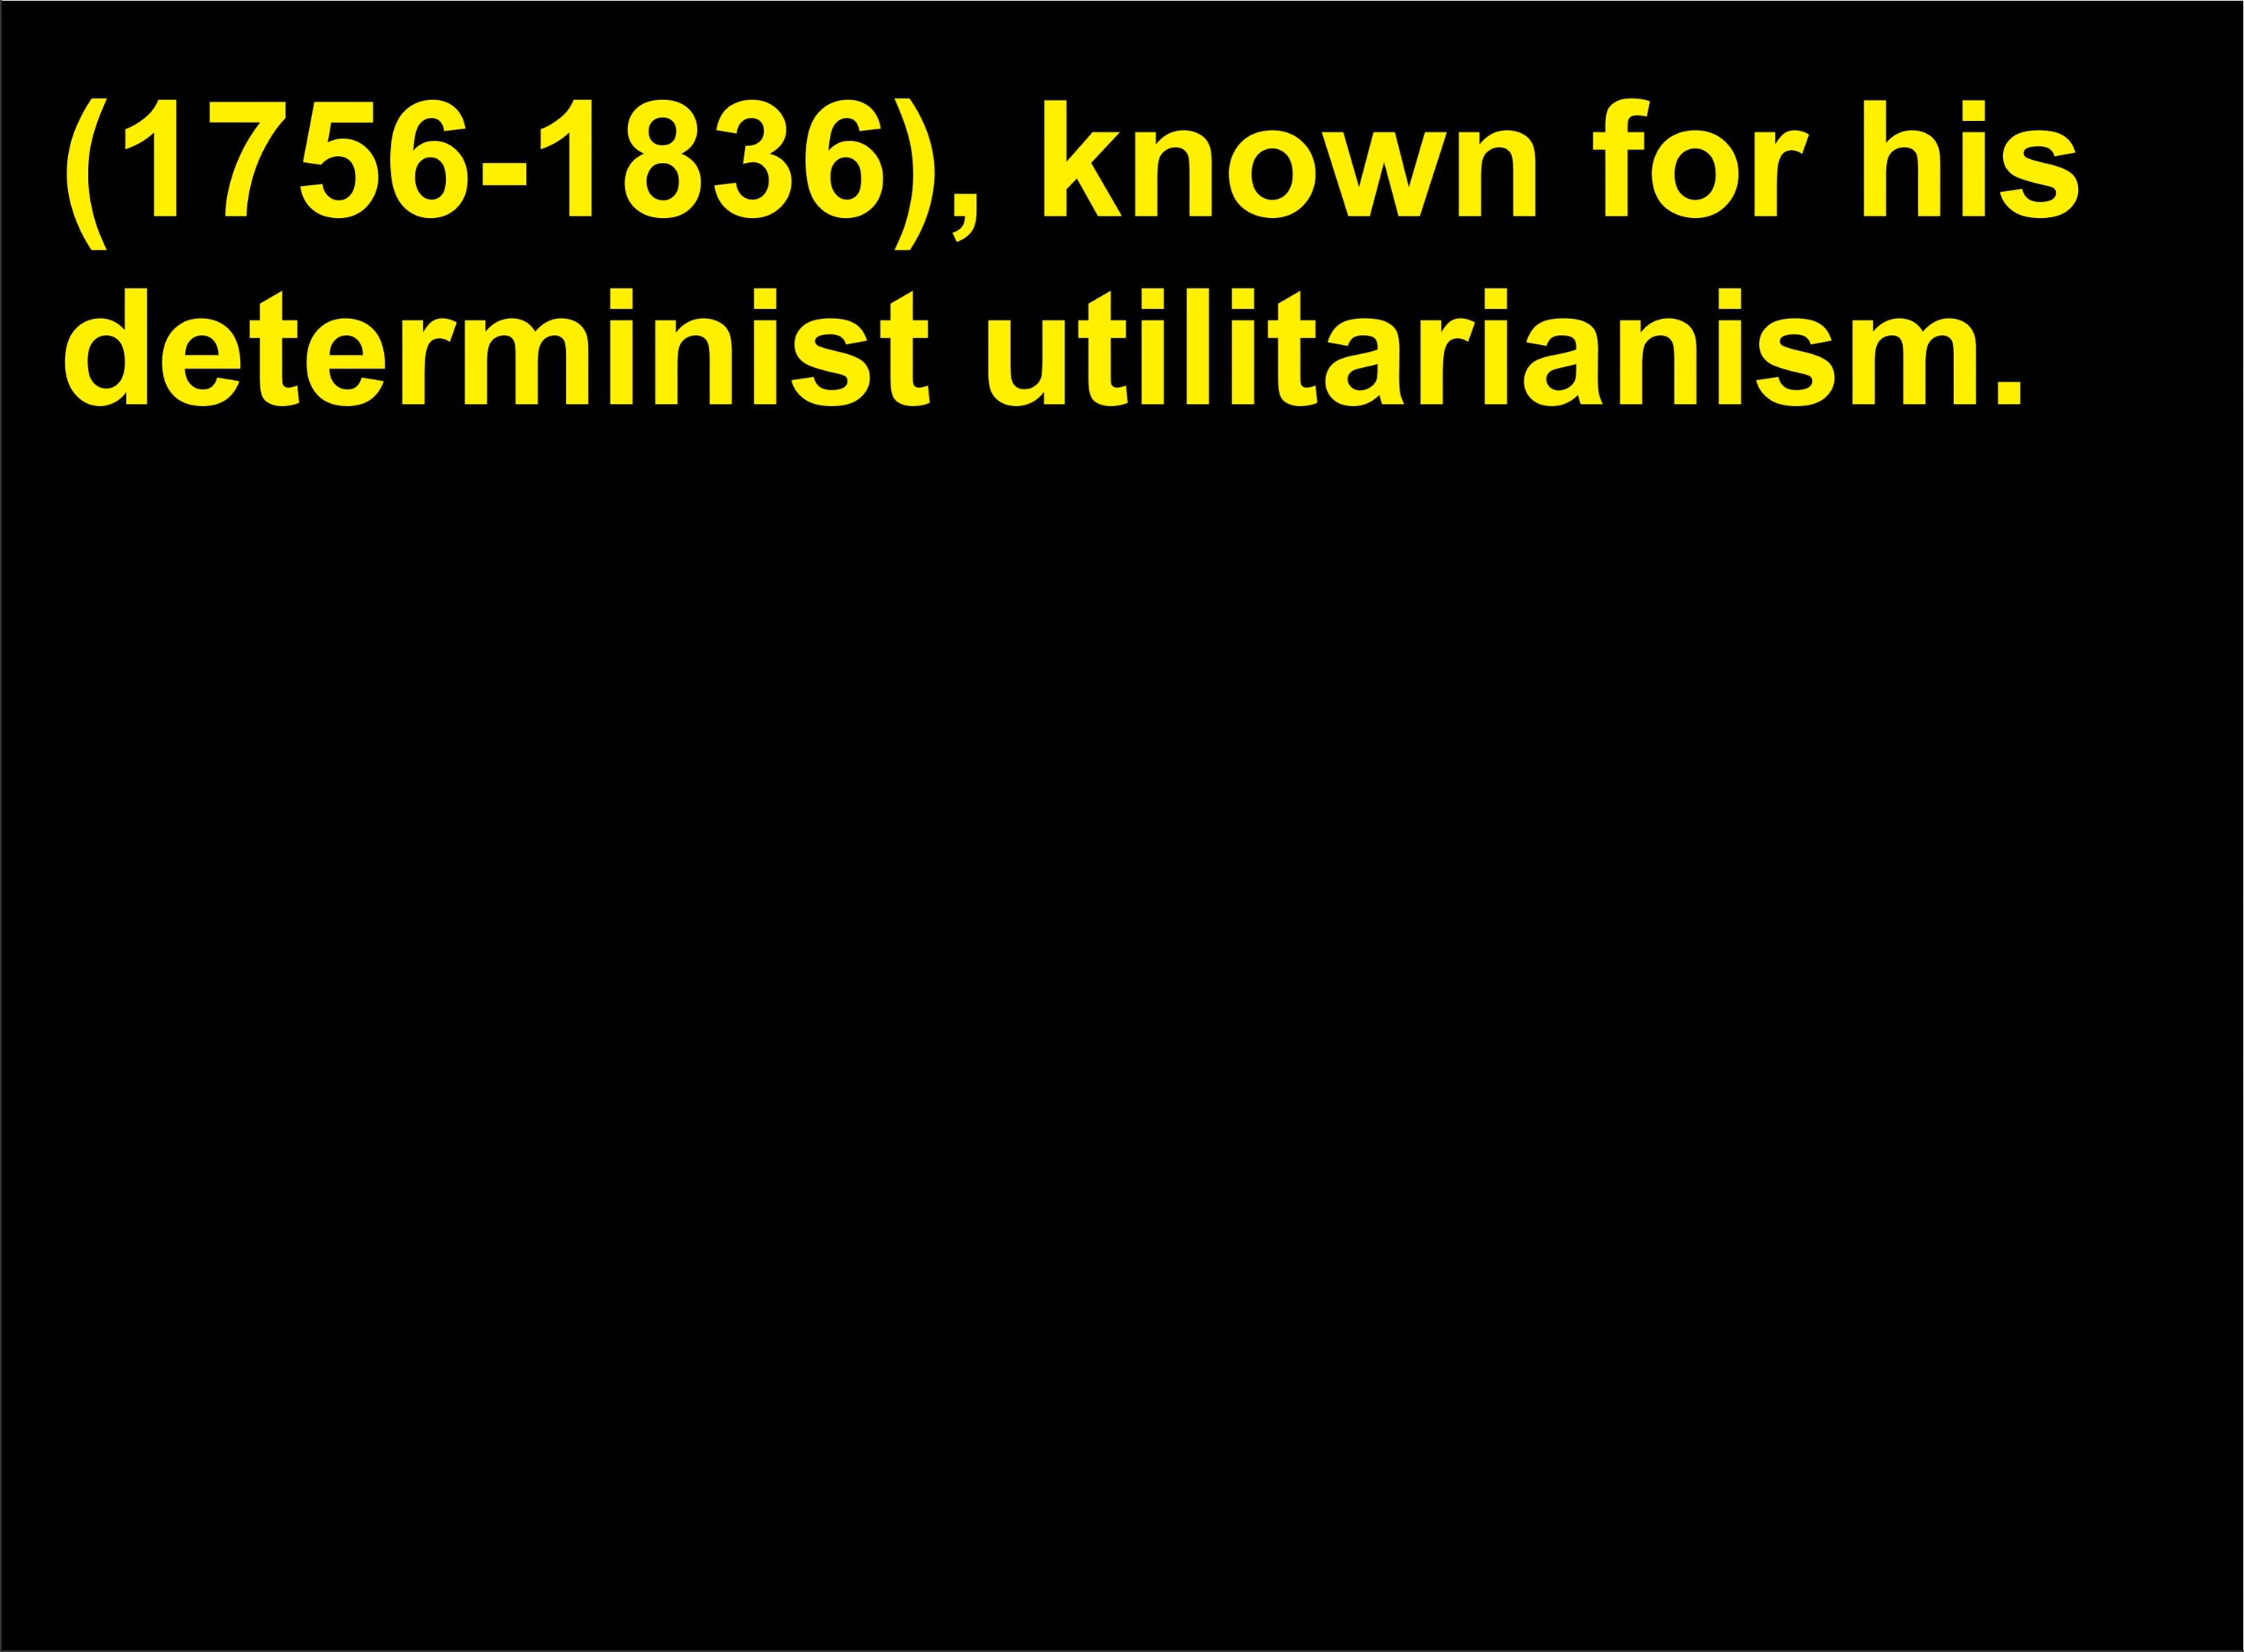 (1756-1836), known for his
determinist utilitarianism.